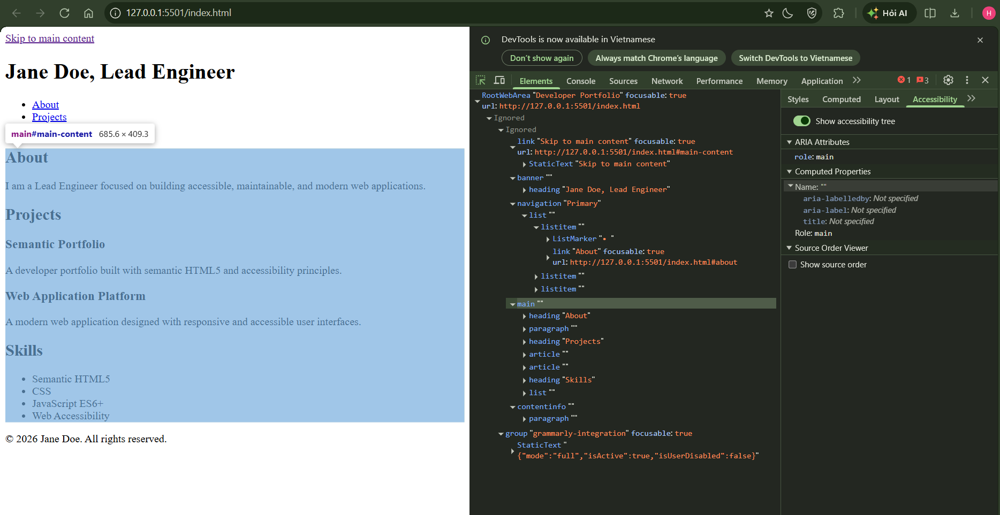 127.0.0.1:5501/index.html
Hỏi AI
H
Skip to main content
Jane Doe, Lead Engineer
• About
• Projects
main#main-content 685.6 × 409.3
About
I am a Lead Engineer focused on building accessible, maintainable, and modern web applications.
Projects
Semantic Portfolio
A developer portfolio built with semantic HTML5 and accessibility principles.
Web Application Platform
A modern web application designed with responsive and accessible user interfaces.
Skills
• Semantic HTML5
• CSS
• JavaScript ES6+
• Web Accessibility
© 2026 Jane Doe. All rights reserved.
DevTools is now available in Vietnamese
Don't show again
Always match Chrome's language
Switch DevTools to Vietnamese
Elements Console Sources Network Performance Memory Application 1 3
RootWebArea "Developer Portfolio" focusable: true
url: http://127.0.0.1:5501/index.html
Ignored
Ignored
link "Skip to main content" focusable: true
url: http://127.0.0.1:5501/index.html#main-content
StaticText "Skip to main content"
banner ""
heading "Jane Doe, Lead Engineer"
navigation "Primary"
list ""
listitem ""
ListMarker "• "
link "About" focusable: true
url: http://127.0.0.1:5501/index.html#about
listitem ""
listitem ""
main ""
heading "About"
paragraph ""
heading "Projects"
article ""
article ""
heading "Skills"
list ""
contentinfo ""
paragraph ""
group "grammarly-integration" focusable: true
StaticText "
{"mode":"full","isActive":true,"isUserDisabled":false}"
Styles Computed Layout Accessibility
Show accessibility tree
ARIA Attributes
role: main
Computed Properties
Name: ""
aria-labelledby: Not specified
aria-label: Not specified
title: Not specified
Role: main
Source Order Viewer
Show source order